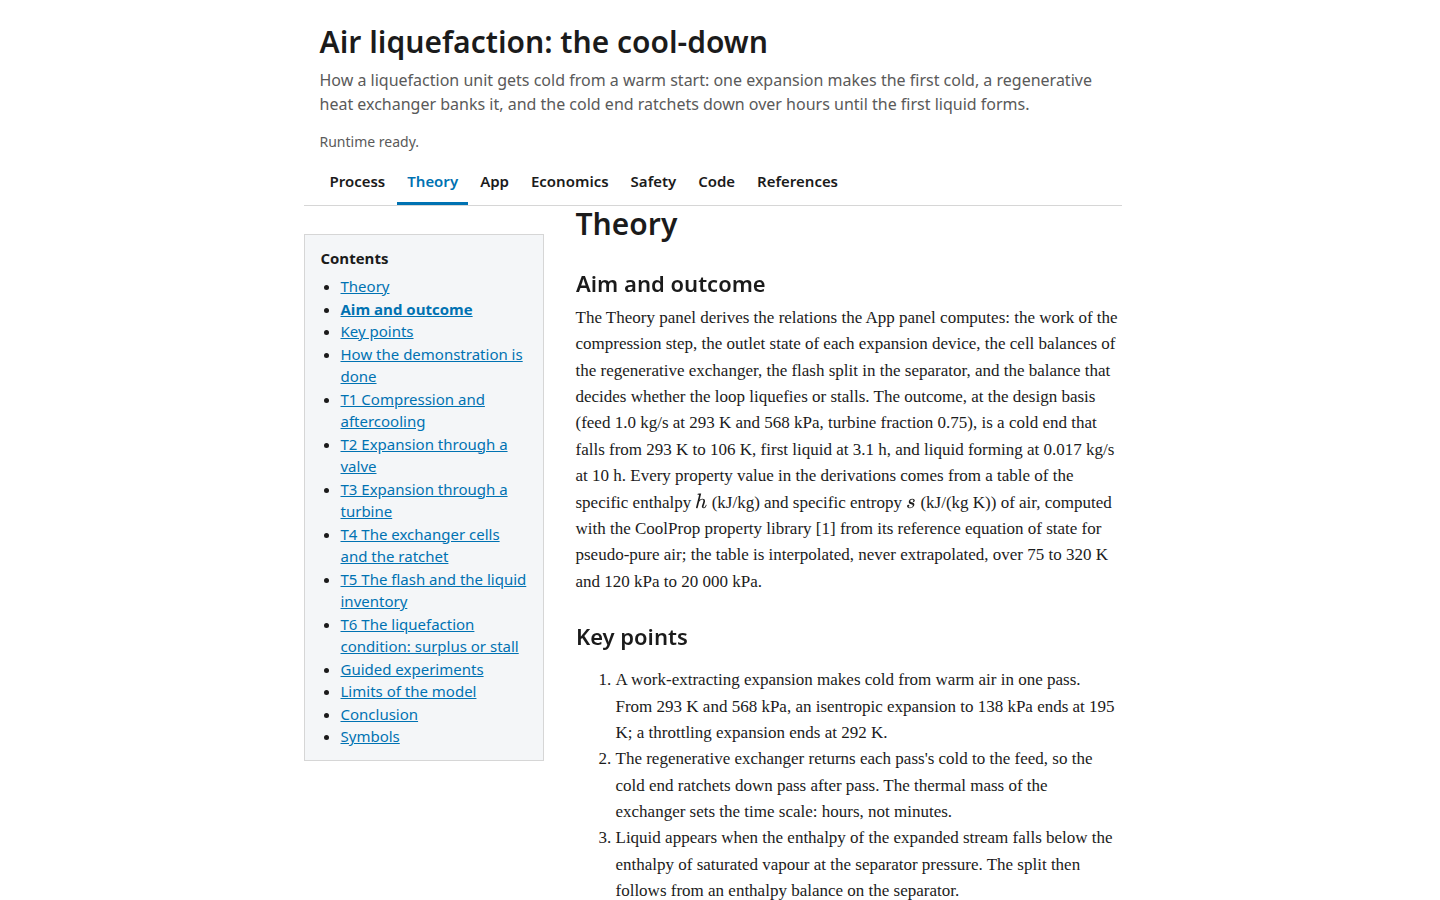 Air liquefaction: the cool-down
How a liquefaction unit gets cold from a warm start: one expansion makes the first cold, a regenerative
heat exchanger banks it, and the cold end ratchets down over hours until the first liquid forms.
Runtime ready.
Process Theory App Economics Safety Code References
Contents
Theory
Aim and outcome
Key points
How the demonstration is
done
T1 Compression and
aftercooling
T2 Expansion through a
valve
T3 Expansion through a
turbine
T4 The exchanger cells
and the ratchet
T5 The flash and the liquid
inventory
T6 The liquefaction
condition: surplus or stall
Guided experiments
Limits of the model
Conclusion
Symbols
Theory
Aim and outcome
The Theory panel derives the relations the App panel computes: the work of the
compression step, the outlet state of each expansion device, the cell balances of
the regenerative exchanger, the flash split in the separator, and the balance that
decides whether the loop liquefies or stalls. The outcome, at the design basis
(feed 1.0 kg/s at 293 K and 568 kPa, turbine fraction 0.75), is a cold end that
falls from 293 K to 106 K, first liquid at 3.1 h, and liquid forming at 0.017 kg/s
at 10 h. Every property value in the derivations comes from a table of the
specific enthalpy h (kJ/kg) and specific entropy s (kJ/(kg K)) of air, computed
with the CoolProp property library [1] from its reference equation of state for
pseudo-pure air; the table is interpolated, never extrapolated, over 75 to 320 K
and 120 kPa to 20 000 kPa.
Key points
1. A work-extracting expansion makes cold from warm air in one pass.
From 293 K and 568 kPa, an isentropic expansion to 138 kPa ends at 195
K; a throttling expansion ends at 292 K.
2. The regenerative exchanger returns each pass's cold to the feed, so the
cold end ratchets down pass after pass. The thermal mass of the
exchanger sets the time scale: hours, not minutes.
3. Liquid appears when the enthalpy of the expanded stream falls below the
enthalpy of saturated vapour at the separator pressure. The split then
follows from an enthalpy balance on the separator.